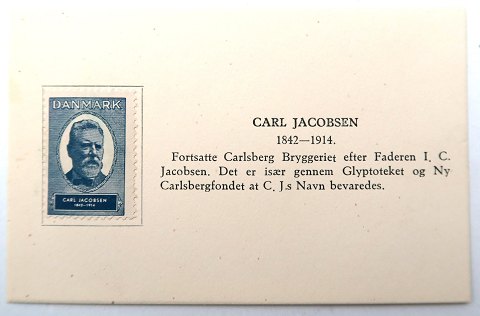 DANMARK
CARL JACOBSEN
1842-1914
CARL JACOBSEN
1842—1914.
Fortsatte Carlsberg Bryggeriet efter Faderen I. C.
Jacobsen. Det er især gennem Glyptoteket og Ny
Carlsbergfondet at C. J.s Navn bevaredes.